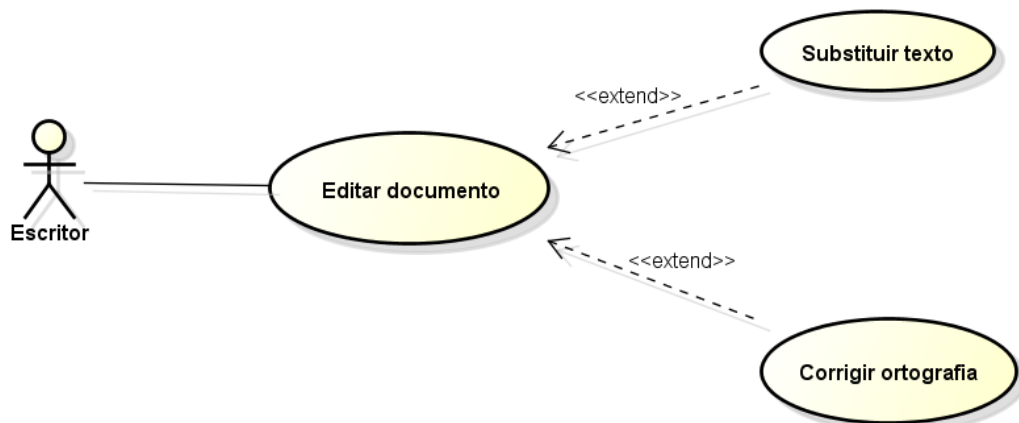 Substituir texto
<<extend>>
Editar documento
Escritor
<<extend>>
Corrigir ortografia